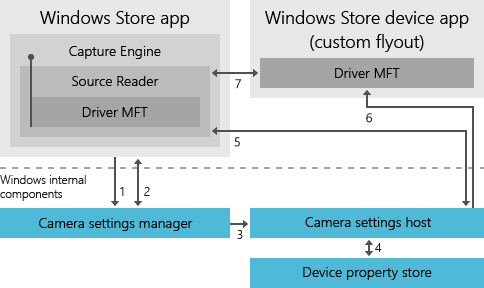 Windows Store app
Capture Engine
Source Reader
Driver MFT
Windows Store device app
(custom flyout)
Driver MFT
7
6
5
Windows internal
components
1
2
Camera settings manager
3
Camera settings host
4
Device property store